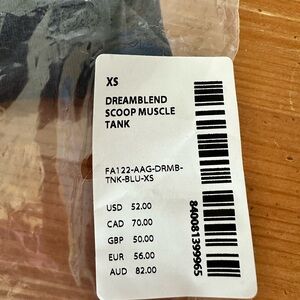 XS
DREAMBLEND
SCOOP MUSCLE
TANK
FA122-AAG-DRMB-
TNK-BLU-XS
USD 52.00
CAD 70.00
GBP 50.00
EUR 56.00
AUD 82.00
840081399965